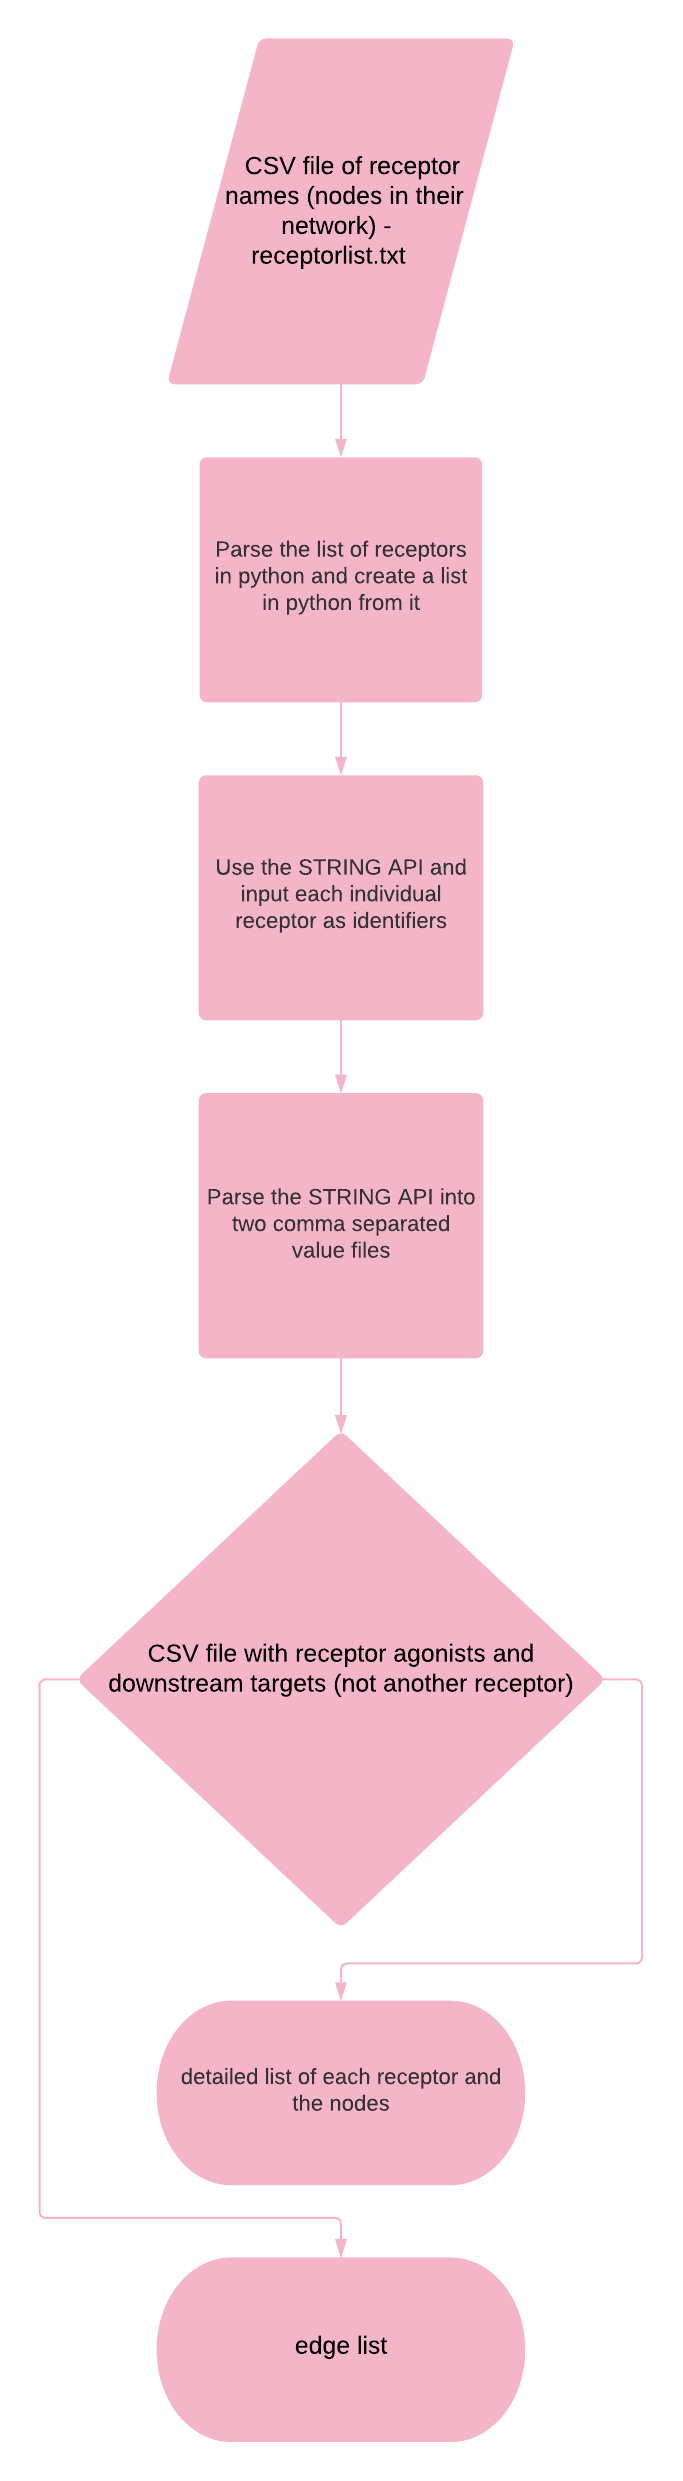 CSV file of receptor
names (nodes in their
network) -
receptorlist.txt
Parse the list of receptors
in python and create a list
in python from it
Use the STRING API and
input each individual
receptor as identifiers
Parse the STRING API into
two comma separated
value files
CSV file with receptor agonists and
downstream targets (not another receptor)
detailed list of each receptor and
the nodes
edge list